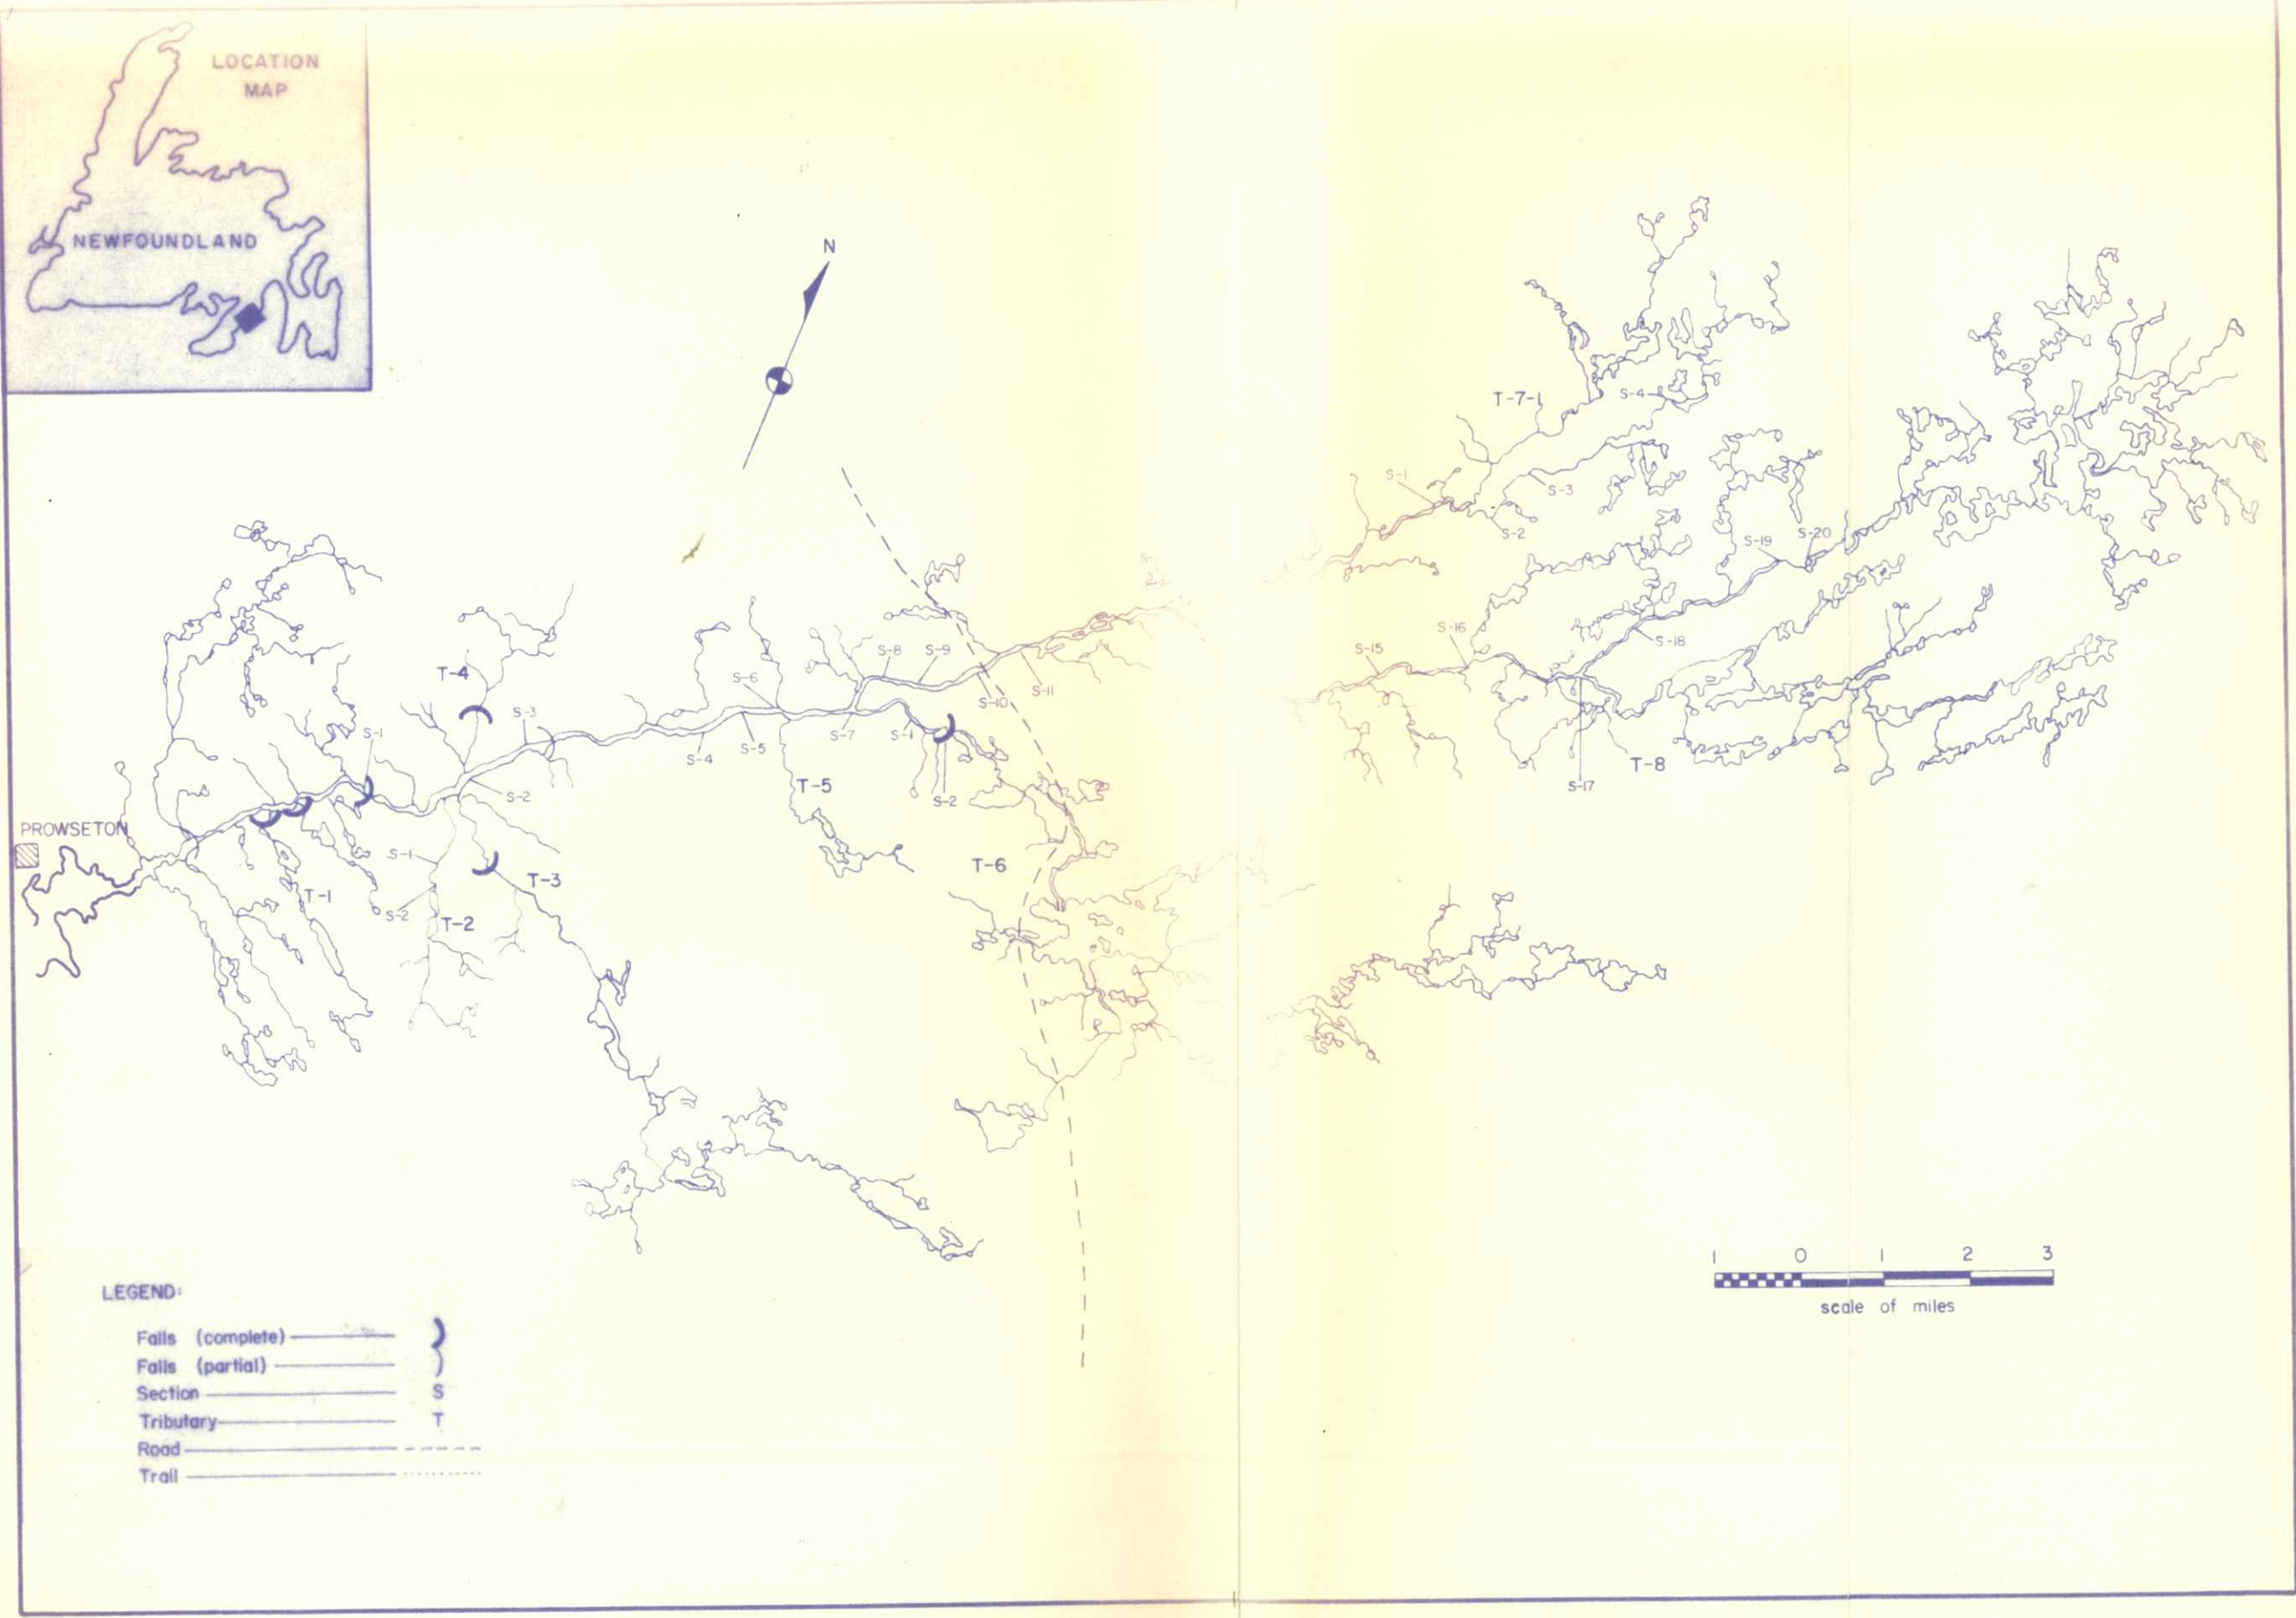 LOCATION
MAP
NEWFOUNDLAND
N
T-7-1
S-4
S-1
S-3
S-2
S-19
S-20
S-16
S-15
S-18
S-17
T-8
T-4
S-3
S-6
S-8
S-9
S-10
S-11
S-1
S-4
S-5
S-7
S-1
S-2
T-5
S-2
PROWSETON
S-1
T-3
T-6
T-1
S-2
T-2
1 0 1 2 3
scale of miles
LEGEND:
Falls (complete)
Falls (partial)
Section S
Tributary T
Road
Trail